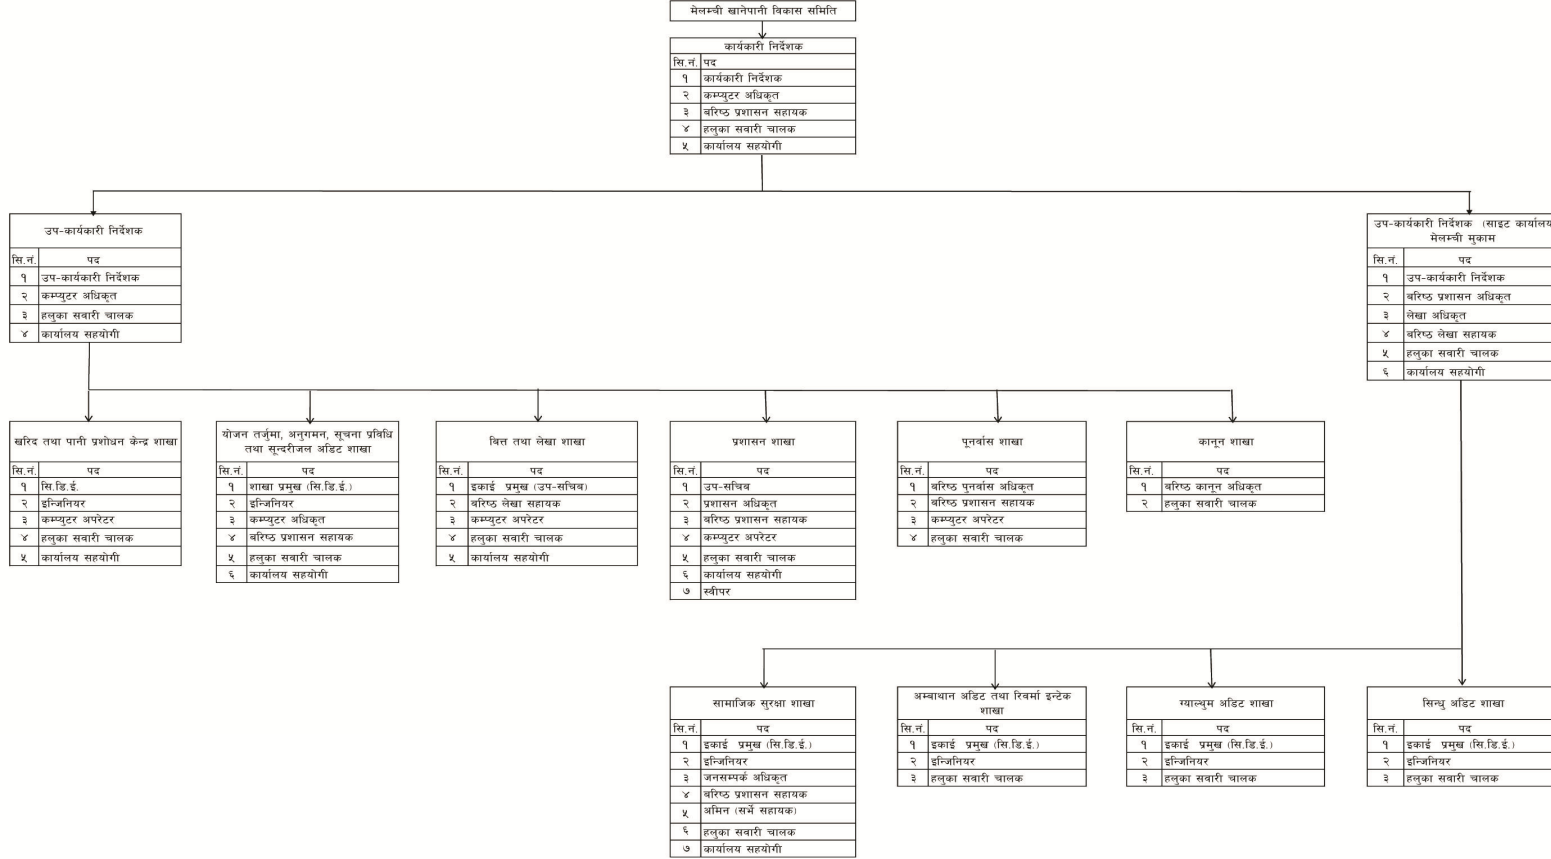 मेलम्ची खानेपानी विकास समिति
कार्यकारी निर्देशक
सि.नं. पद
१ कार्यकारी निर्देशक
२ कम्प्युटर अधिकृत
३ बरिष्ठ प्रशासन सहायक
४ हलुका सवारी चालक
५ कार्यालय सहयोगी
उप-कार्यकारी निर्देशक
सि.नं. पद
१ उप-कार्यकारी निर्देशक
२ कम्प्युटर अधिकृत
३ हलुका सवारी चालक
४ कार्यालय सहयोगी
उप-कार्यकारी निर्देशक (साइट कार्यालय
मेलम्ची मुकाम
सि.नं. पद
१ उप-कार्यकारी निर्देशक
२ बरिष्ठ प्रशासन अधिकृत
३ लेखा अधिकृत
४ बरिष्ठ लेखा सहायक
५ हलुका सवारी चालक
६ कार्यालय सहयोगी
खरिद तथा पानी प्रशोधन केन्द्र शाखा
सि.नं. पद
१ सि.डि.ई.
२ इन्जिनियर
३ कम्प्युटर अपरेटर
४ हलुका सवारी चालक
५ कार्यालय सहयोगी
योजन तर्जुमा, अनुगमन, सूचना प्रविधि
तथा सून्दरीजल अडिट शाखा
सि.नं. पद
१ शाखा प्रमुख (सि.डि.ई.)
२ इन्जिनियर
३ कम्प्युटर अधिकृत
४ बरिष्ठ प्रशासन सहायक
५ हलुका सवारी चालक
६ कार्यालय सहयोगी
वित्त तथा लेखा शाखा
सि.नं. पद
१ इकाई प्रमुख (उप-सचिव)
२ बरिष्ठ लेखा सहायक
३ कम्प्युटर अपरेटर
४ हलुका सवारी चालक
५ कार्यालय सहयोगी
प्रशासन शाखा
सि.नं. पद
१ उप-सचिव
२ प्रशासन अधिकृत
३ बरिष्ठ प्रशासन सहायक
४ कम्प्युटर अपरेटर
५ हलुका सवारी चालक
६ कार्यालय सहयोगी
७ स्वीपर
पूनर्वास शाखा
सि.नं. पद
१ बरिष्ठ पुनर्वास अधिकृत
२ बरिष्ठ प्रशासन सहायक
३ कम्प्युटर अपरेटर
४ हलुका सवारी चालक
कानून शाखा
सि.नं. पद
१ बरिष्ठ कानून अधिकृत
२ हलुका सवारी चालक
सामाजिक सुरक्षा शाखा
सि.नं. पद
१ इकाई प्रमुख (सि.डि.ई.)
२ इन्जिनियर
३ जनसम्पर्क अधिकृत
४ बरिष्ठ प्रशासन सहायक
५ अमिन (सर्भे सहायक)
६ हलुका सवारी चालक
७ कार्यालय सहयोगी
अम्बाथान अडिट तथा रिवर्मा इन्टेक
शाखा
सि.नं. पद
१ इकाई प्रमुख (सि.डि.ई.)
२ इन्जिनियर
३ हलुका सवारी चालक
ग्याल्थुम अडिट शाखा
सि.नं. पद
१ इकाई प्रमुख (सि.डि.ई.)
२ इन्जिनियर
३ हलुका सवारी चालक
सिन्धु अडिट शाखा
सि.नं. पद
१ इकाई प्रमुख (सि.डि.ई.)
२ इन्जिनियर
३ हलुका सवारी चालक